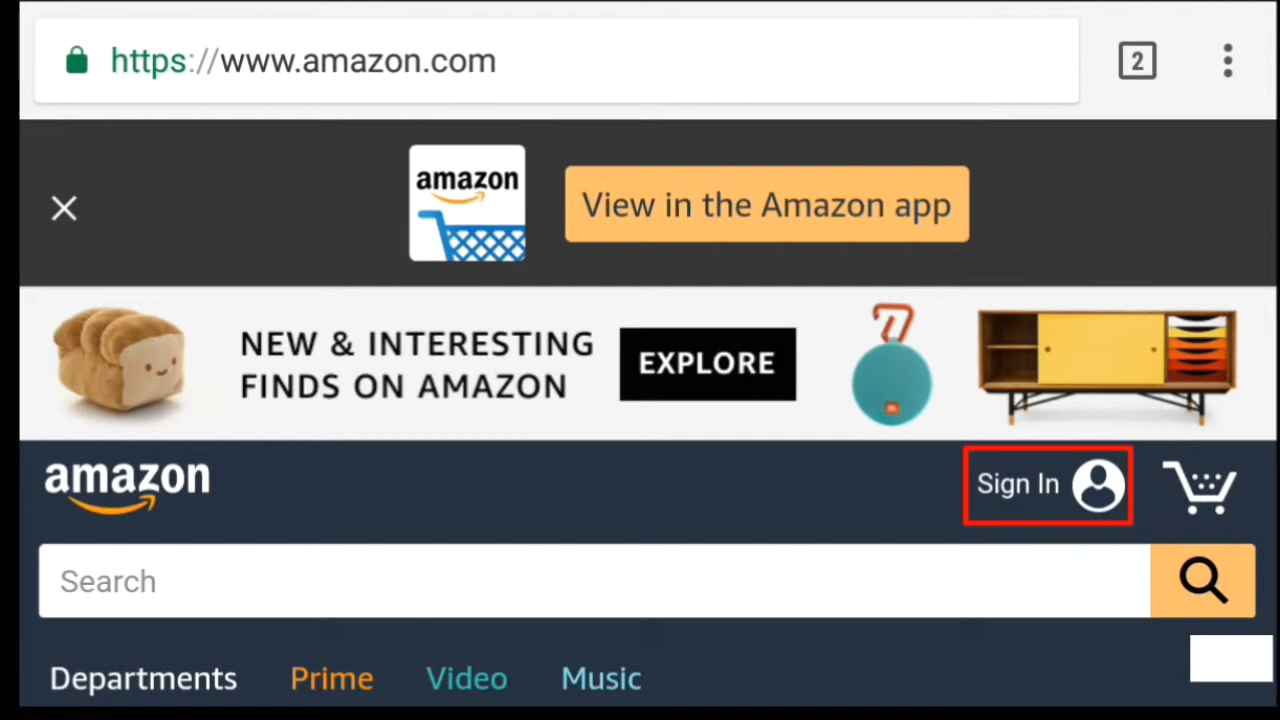 https://www.amazon.com
2
amazon
View in the Amazon app
NEW & INTERESTING
FINDS ON AMAZON
EXPLORE
amazon
Sign In
Search
Departments Prime Video Music